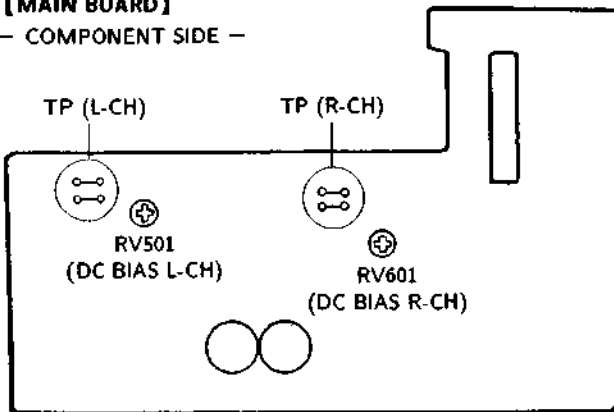 [MAIN BOARD]
— COMPONENT SIDE —
TP (L-CH)
TP (R-CH)
RV501
(DC BIAS L-CH)
RV601
(DC BIAS R-CH)